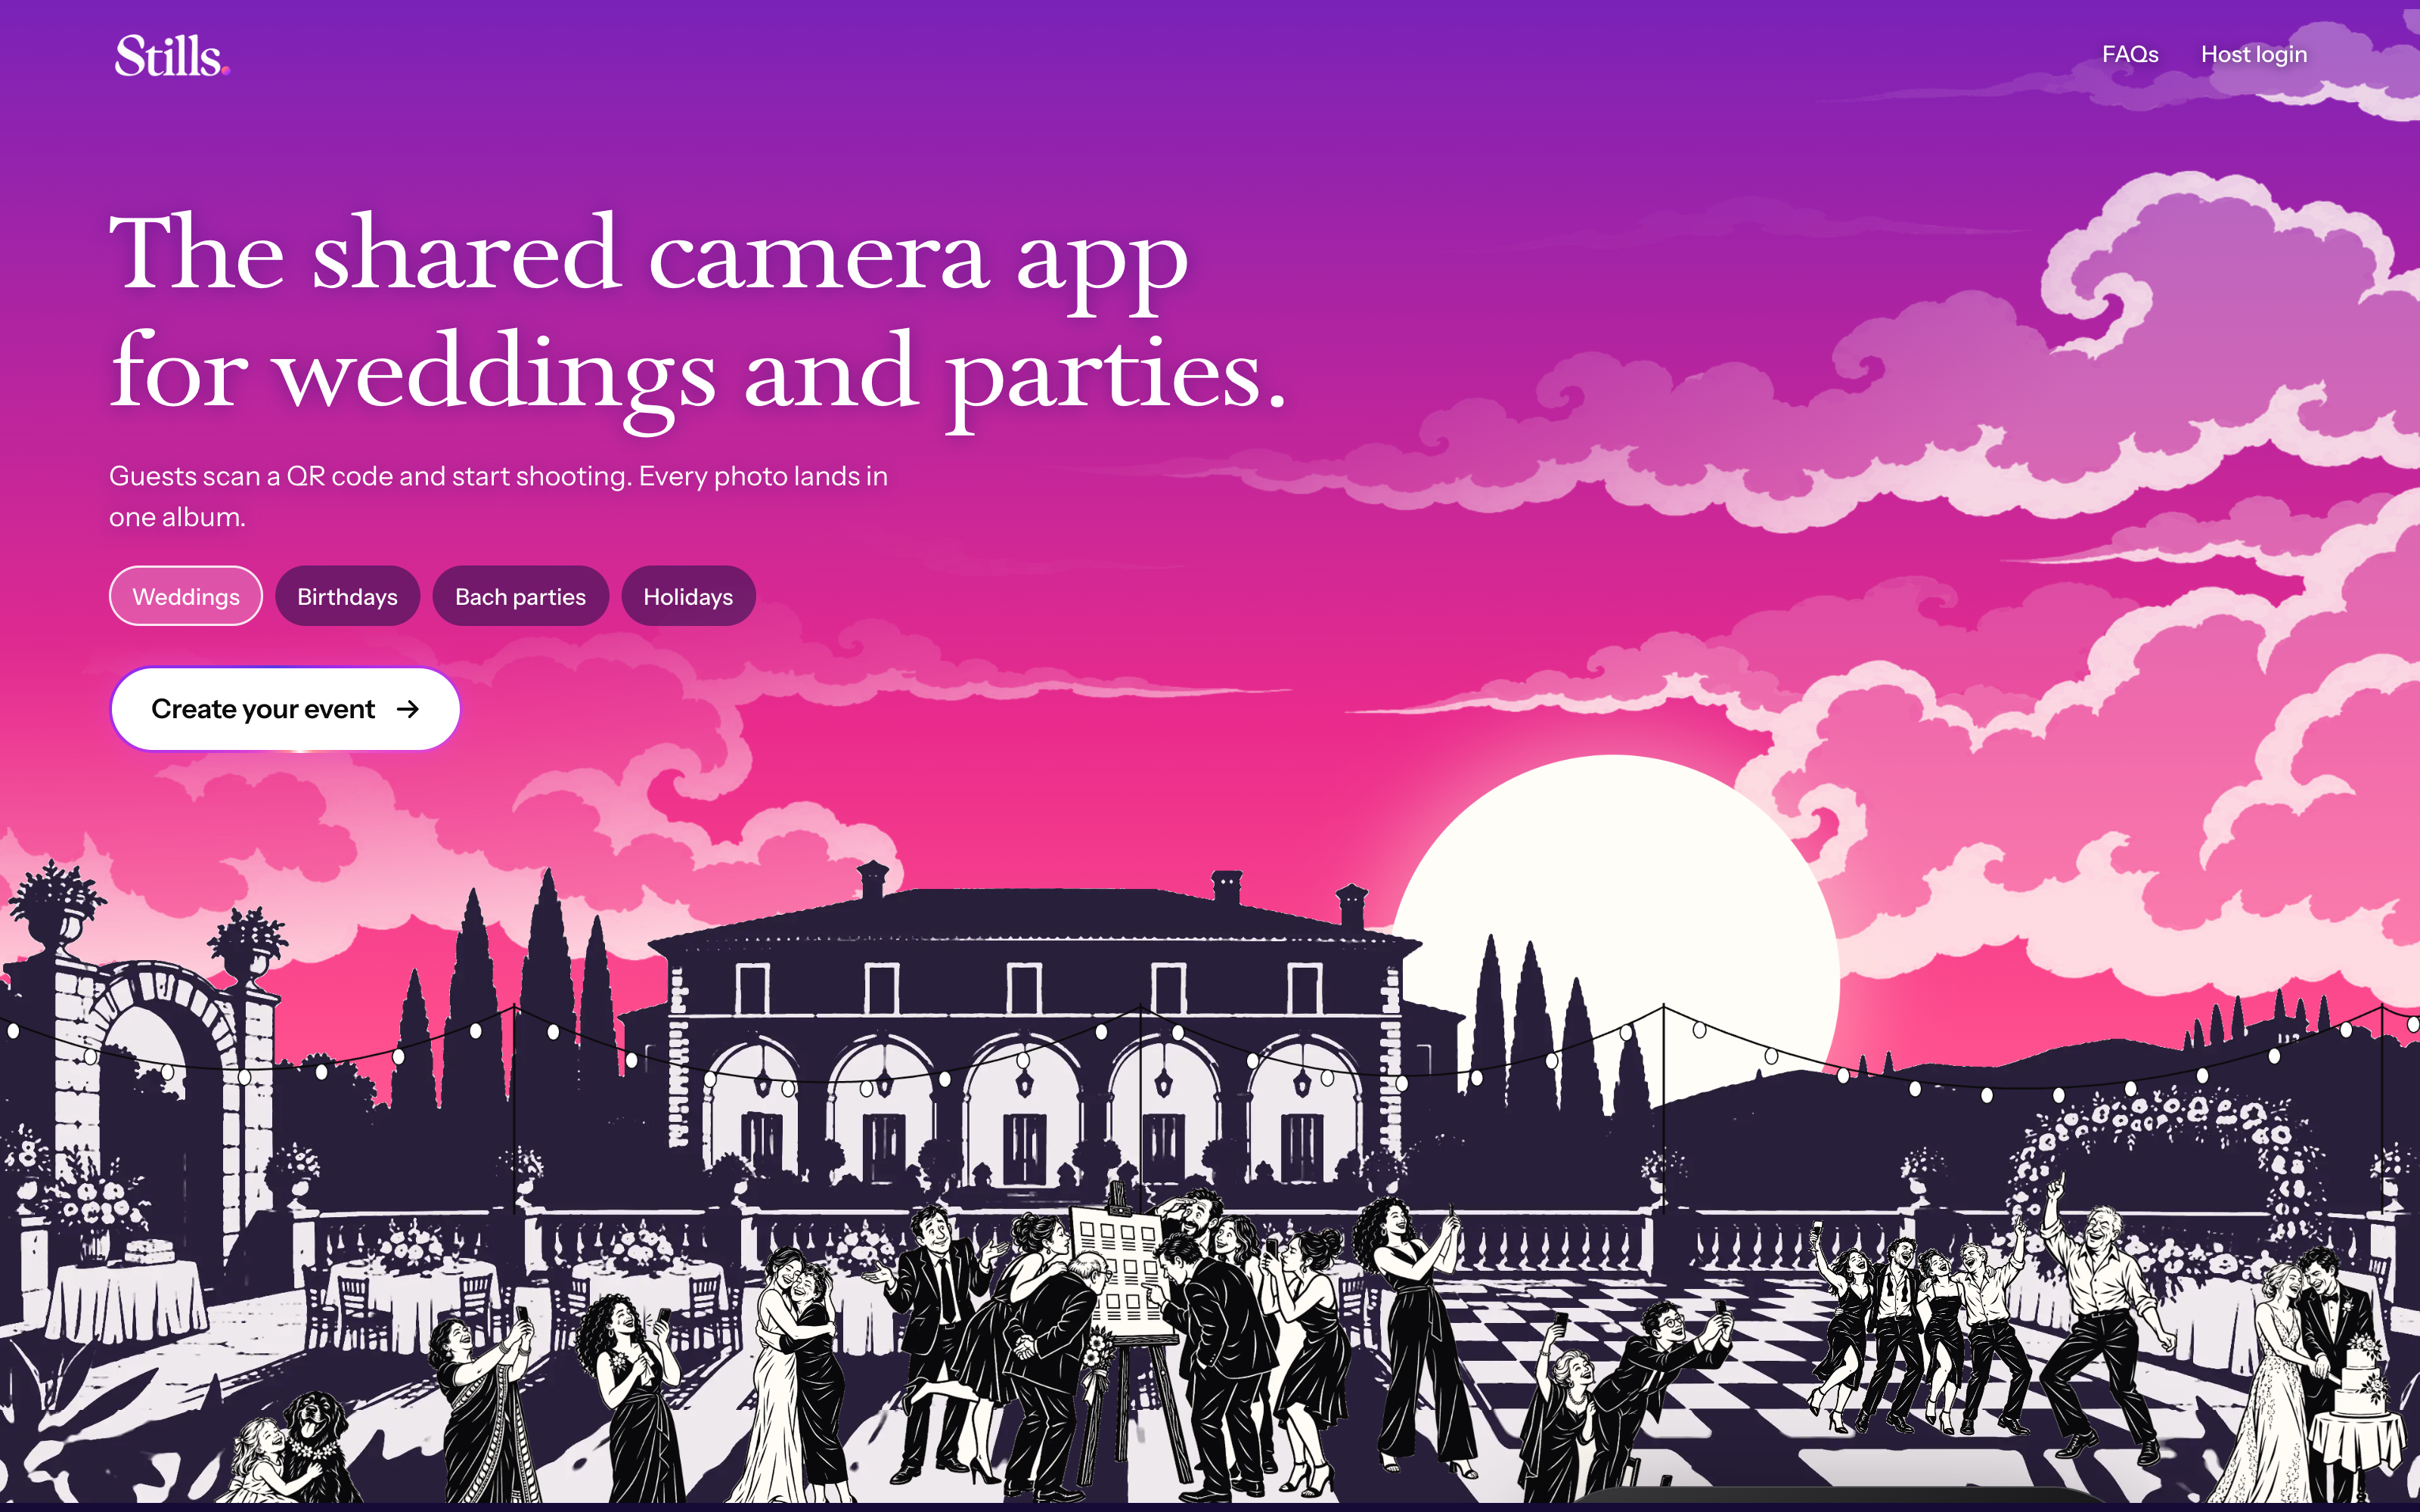 Stills.
FAQs
Host login
The shared camera app
for weddings and parties.
Guests scan a QR code and start shooting. Every photo lands in
one album.
Weddings
Birthdays
Bach parties
Holidays
Create your event →